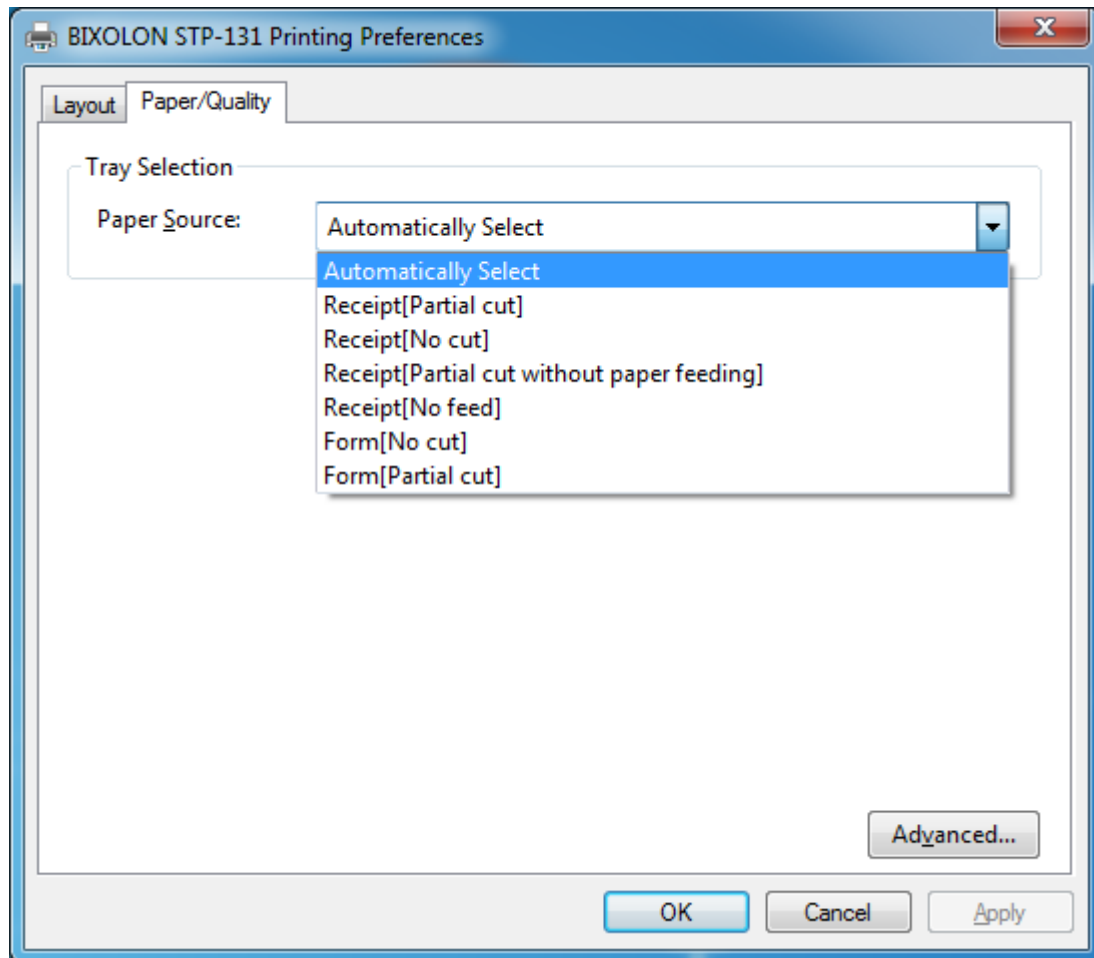 BIXOLON STP-131 Printing Preferences
Layout
Paper/Quality
Tray Selection
Paper Source:
Automatically Select
Automatically Select
Receipt[Partial cut]
Receipt[No cut]
Receipt[Partial cut without paper feeding]
Receipt[No feed]
Form[No cut]
Form[Partial cut]
Advanced...
OK
Cancel
Apply